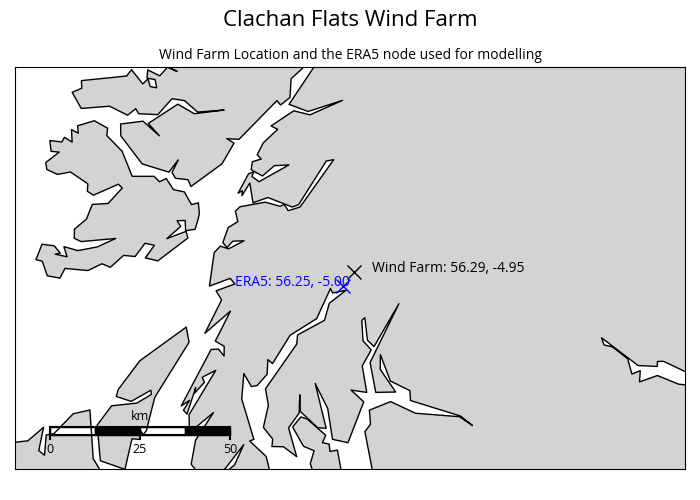 Clachan Flats Wind Farm
Wind Farm Location and the ERA5 node used for modelling
Wind Farm: 56.29, -4.95
ERA5: 56.25, -5.00
km
0 25 50